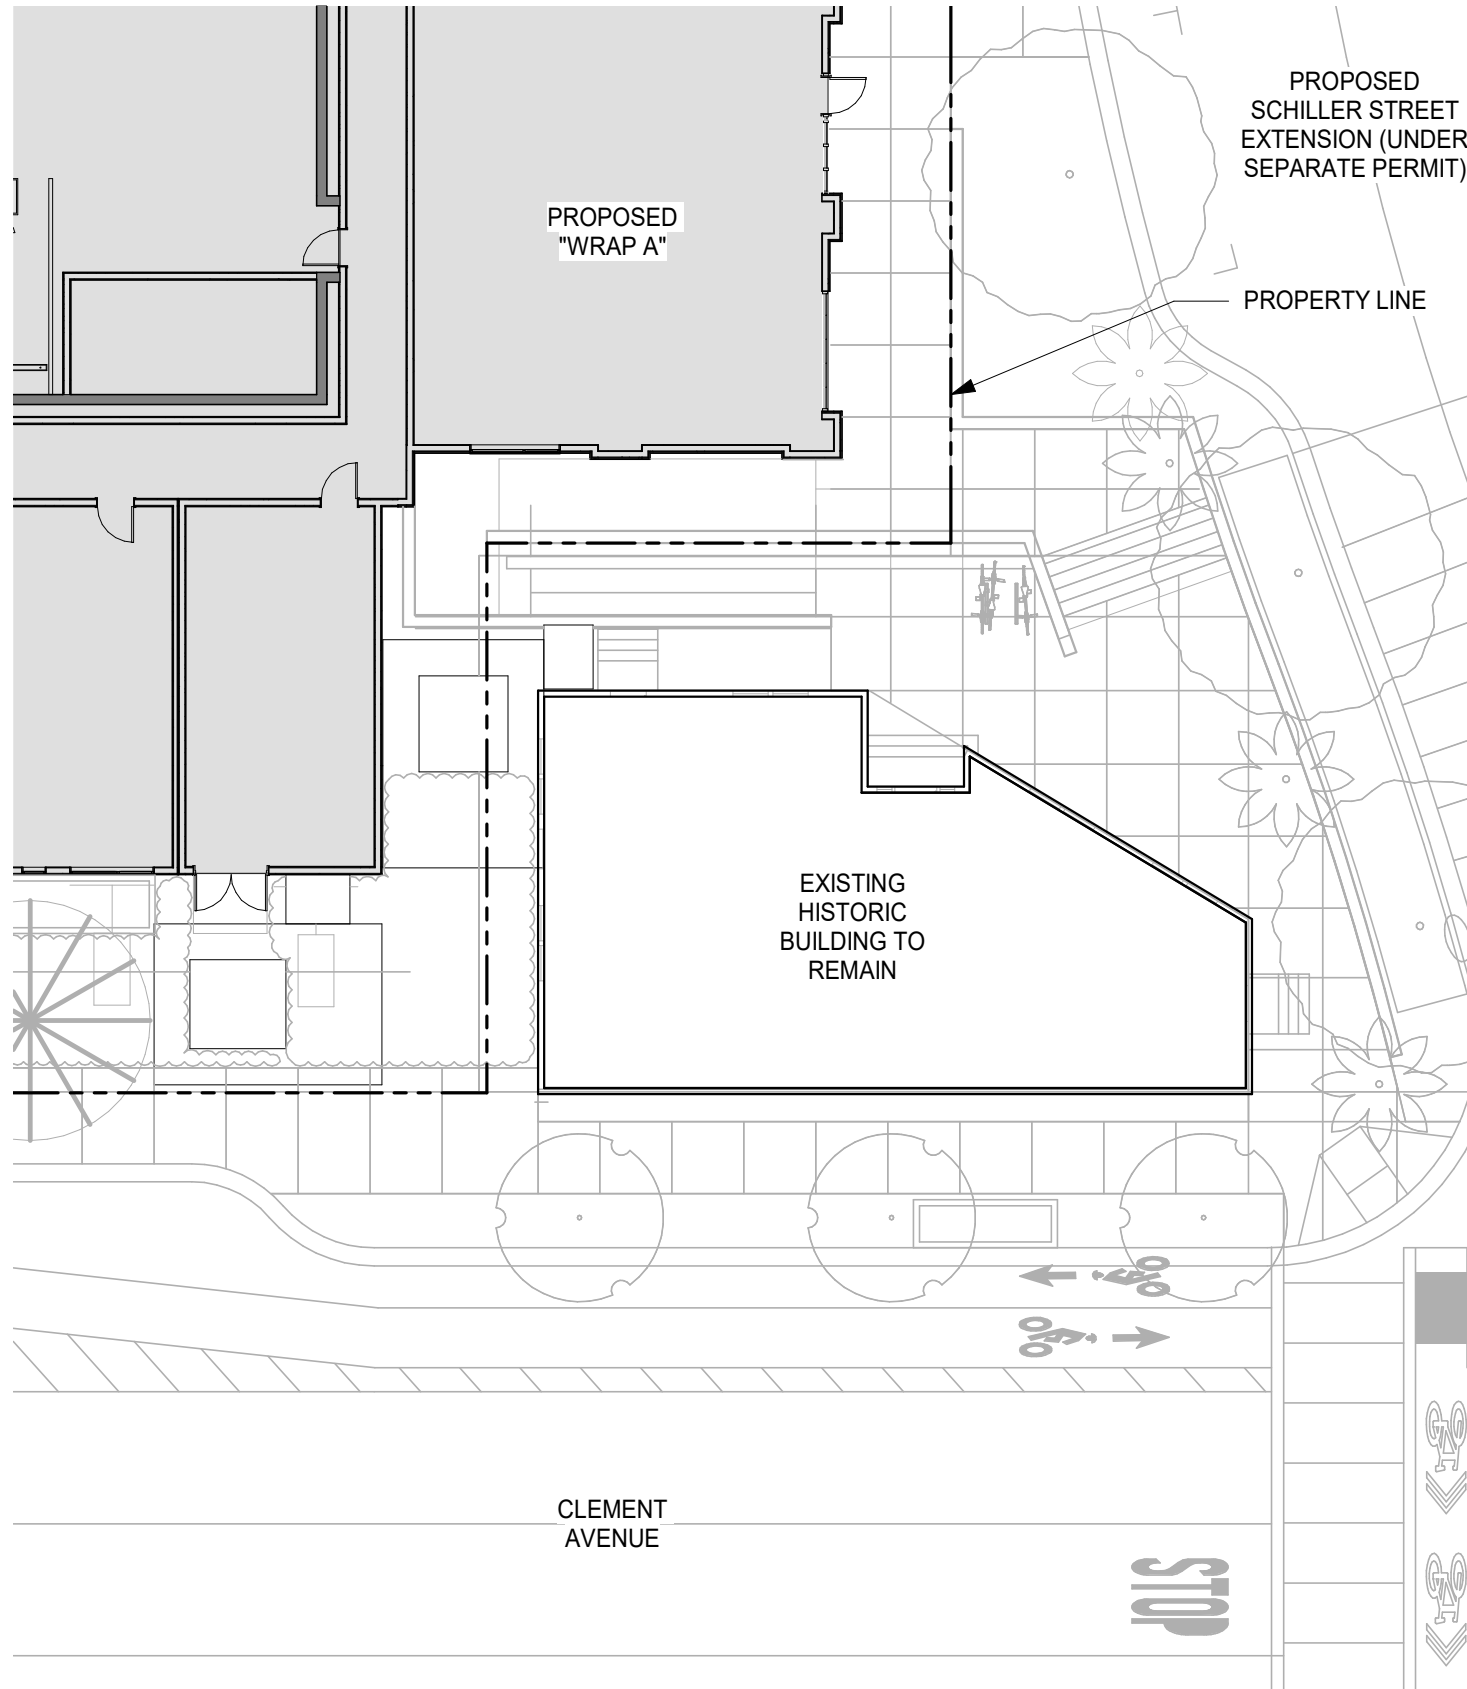 PROPOSED
SCHILLER STREET
EXTENSION (UNDER
SEPARATE PERMIT)
PROPOSED
"WRAP A"
PROPERTY LINE
EXISTING
HISTORIC
BUILDING TO
REMAIN
CLEMENT
AVENUE
STOP